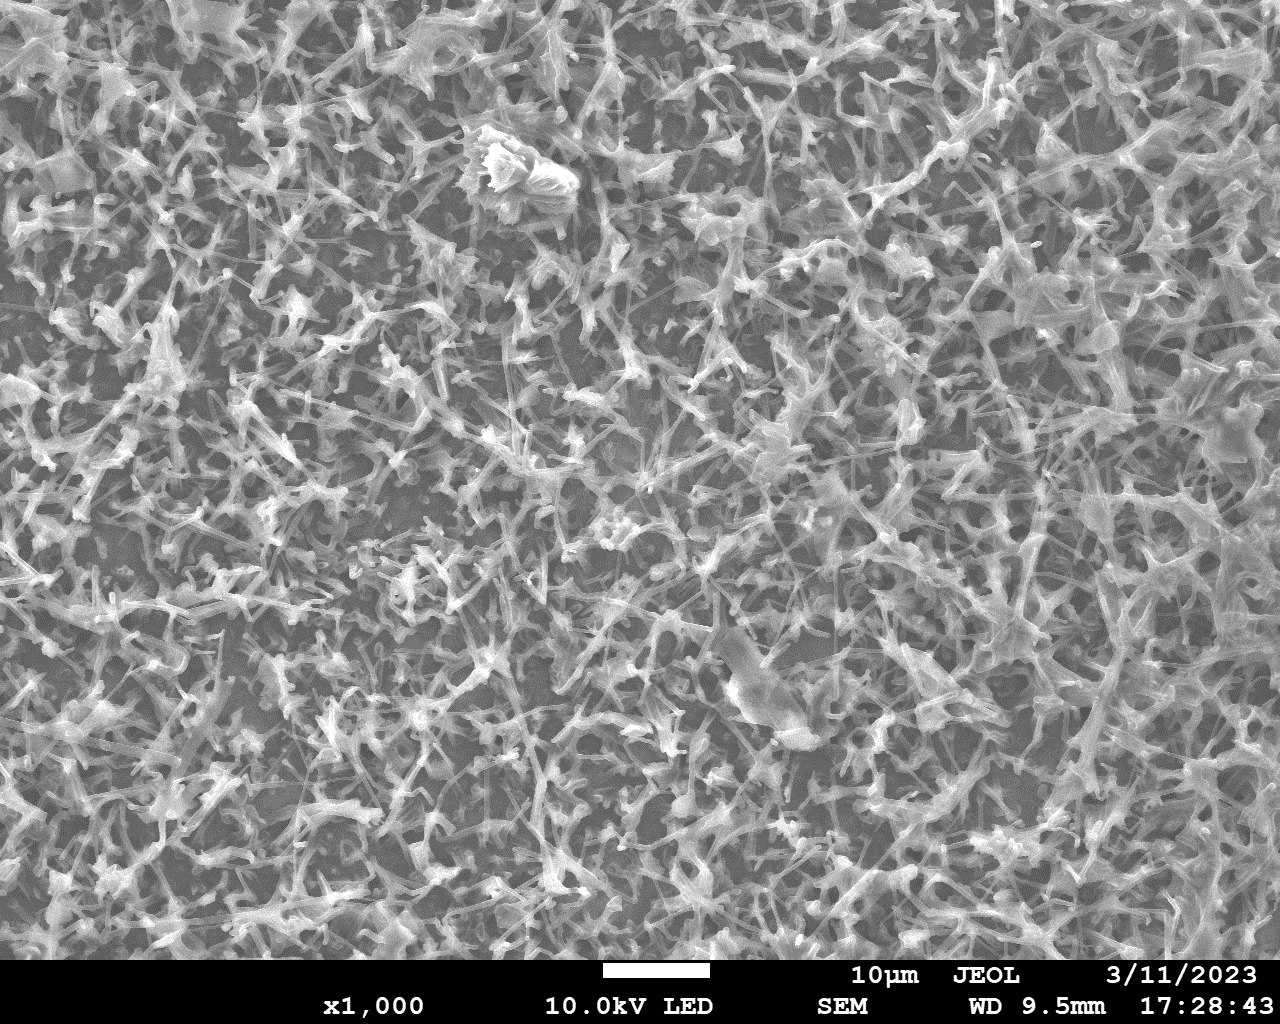 10µm JEOL 3/11/2023
x1,000 10.0kV LED SEM WD 9.5mm 17:28:43